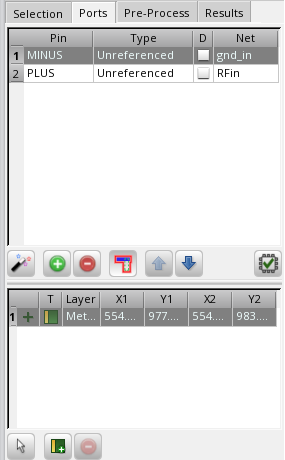 Selection Ports Pre-Process Results
Pin Type D Net
1 MINUS Unreferenced gnd_in
2 PLUS Unreferenced RFin
T Layer X1 Y1 X2 Y2
1 Met... 554.... 977.... 554.... 983....